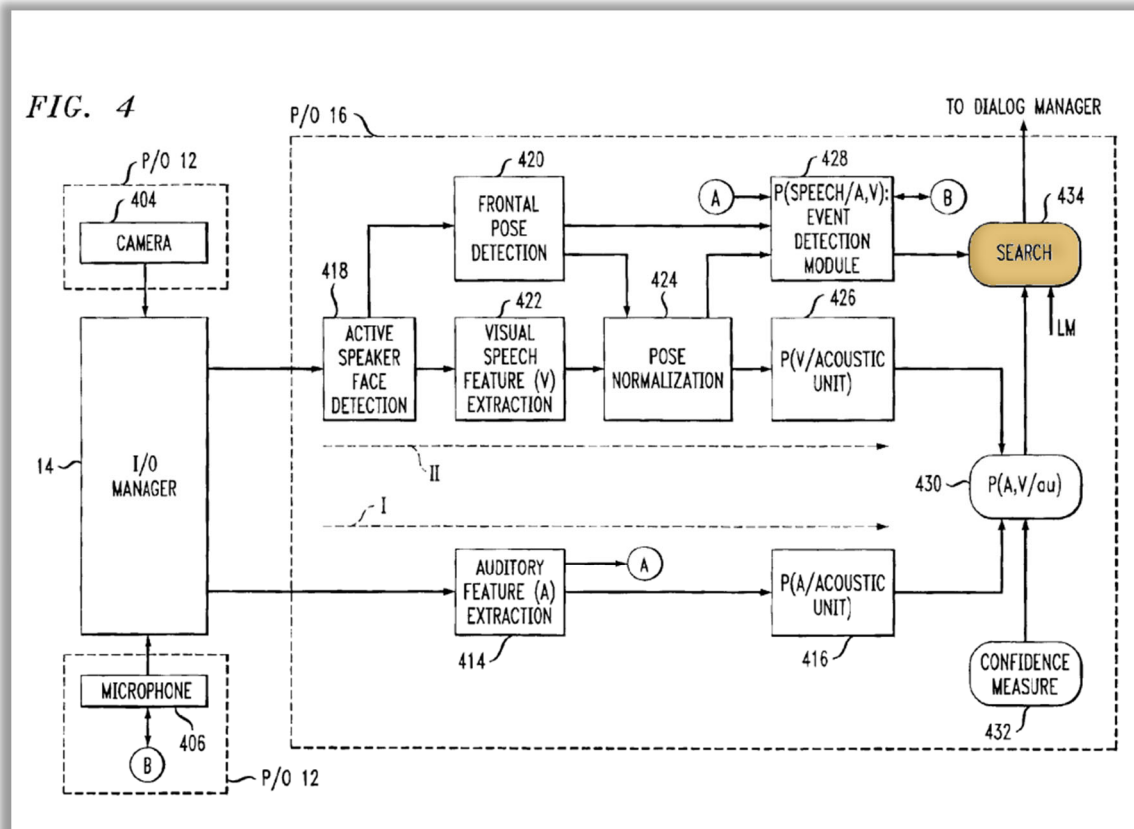 FIG. 4
TO DIALOG MANAGER
P/O 16
P/O 12
404
CAMERA
420
FRONTAL
POSE
DETECTION
A
428
P(SPEECH/A,V):
EVENT
DETECTION
MODULE
B
434
SEARCH
LM
418
ACTIVE
SPEAKER
FACE
DETECTION
422
VISUAL
SPEECH
FEATURE (V)
EXTRACTION
424
POSE
NORMALIZATION
426
P(V/ACOUSTIC
UNIT)
14
I/O
MANAGER
II
I
430
P(A,V/au)
AUDITORY
FEATURE (A)
EXTRACTION
414
A
P(A/ACOUSTIC
UNIT)
416
CONFIDENCE
MEASURE
432
MICROPHONE
406
B
P/O 12